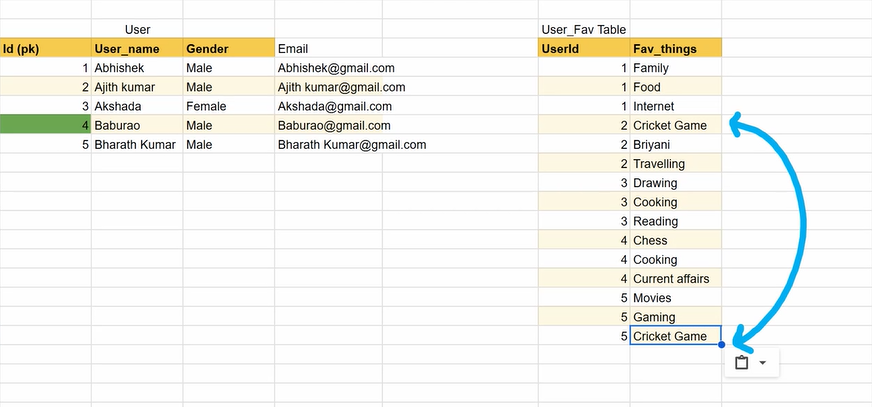 User User_Fav Table
Id (pk) User_name Gender Email UserId Fav_things
1 Abhishek Male Abhishek@gmail.com 1 Family
2 Ajith kumar Male Ajith kumar@gmail.com 1 Food
3 Akshada Female Akshada@gmail.com 1 Internet
4 Baburao Male Baburao@gmail.com 2 Cricket Game
5 Bharath Kumar Male Bharath Kumar@gmail.com 2 Briyani
2 Travelling
3 Drawing
3 Cooking
3 Reading
4 Chess
4 Cooking
4 Current affairs
5 Movies
5 Gaming
5 Cricket Game